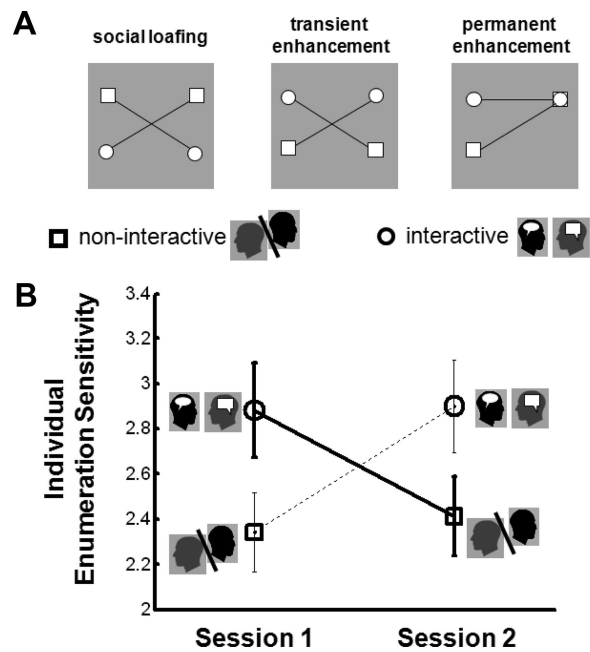 A
social loafing
transient
enhancement
permanent
enhancement
non-interactive
interactive
B
Individual
Enumeration Sensitivity
3.4
3.2
3
2.8
2.6
2.4
2.2
2
Session 1
Session 2